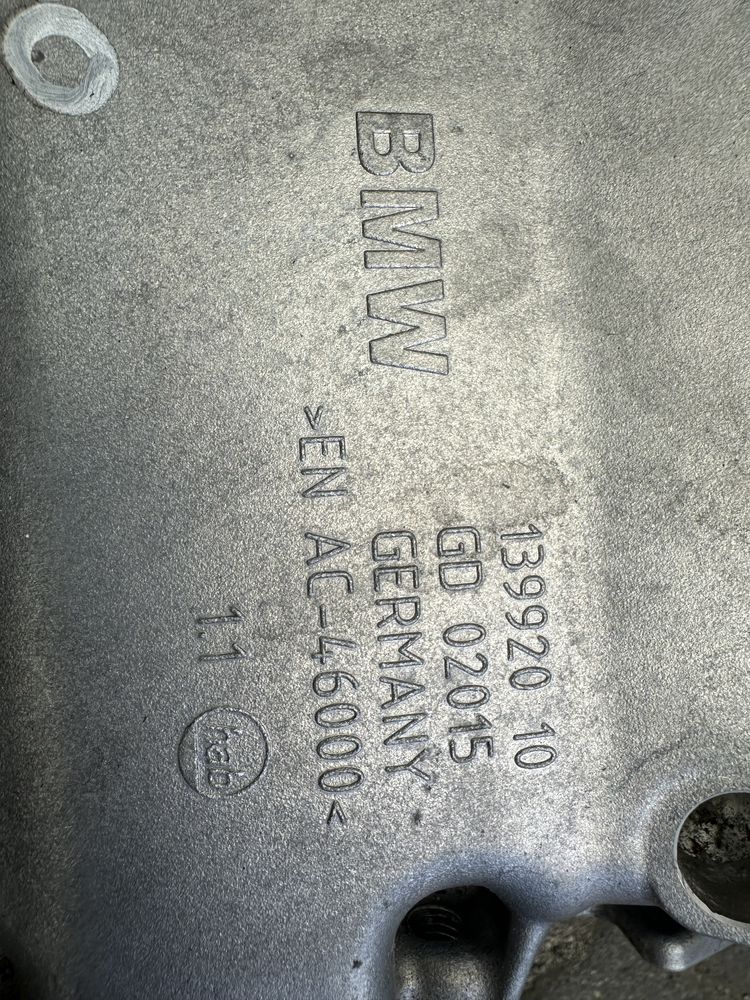 BMW
139920 10
GD 02015
GERMANY
>EN AC-46000<
1.1
hab